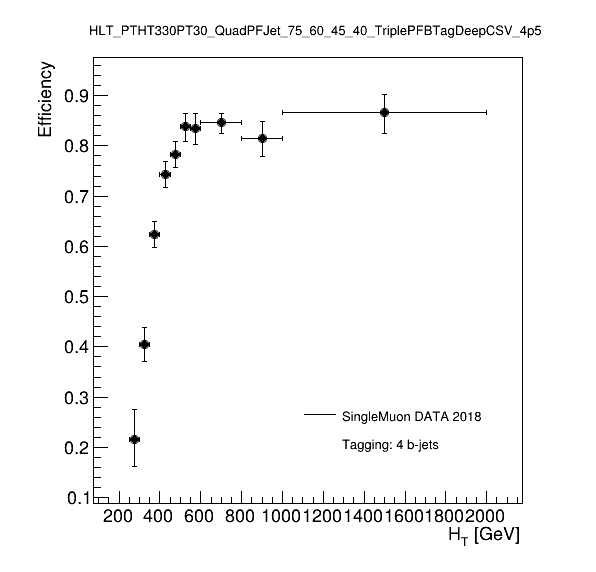 HLT_PTHT330PT30_QuadPFJet_75_60_45_40_TriplePFBTagDeepCSV_4p5
Efficiency
0.9
0.8
0.7
0.6
0.5
0.4
0.3
0.2
0.1
SingleMuon DATA 2018
Tagging: 4 b-jets
200 400 600 800 1000 1200 1400 1600 1800 2000
H_T [GeV]